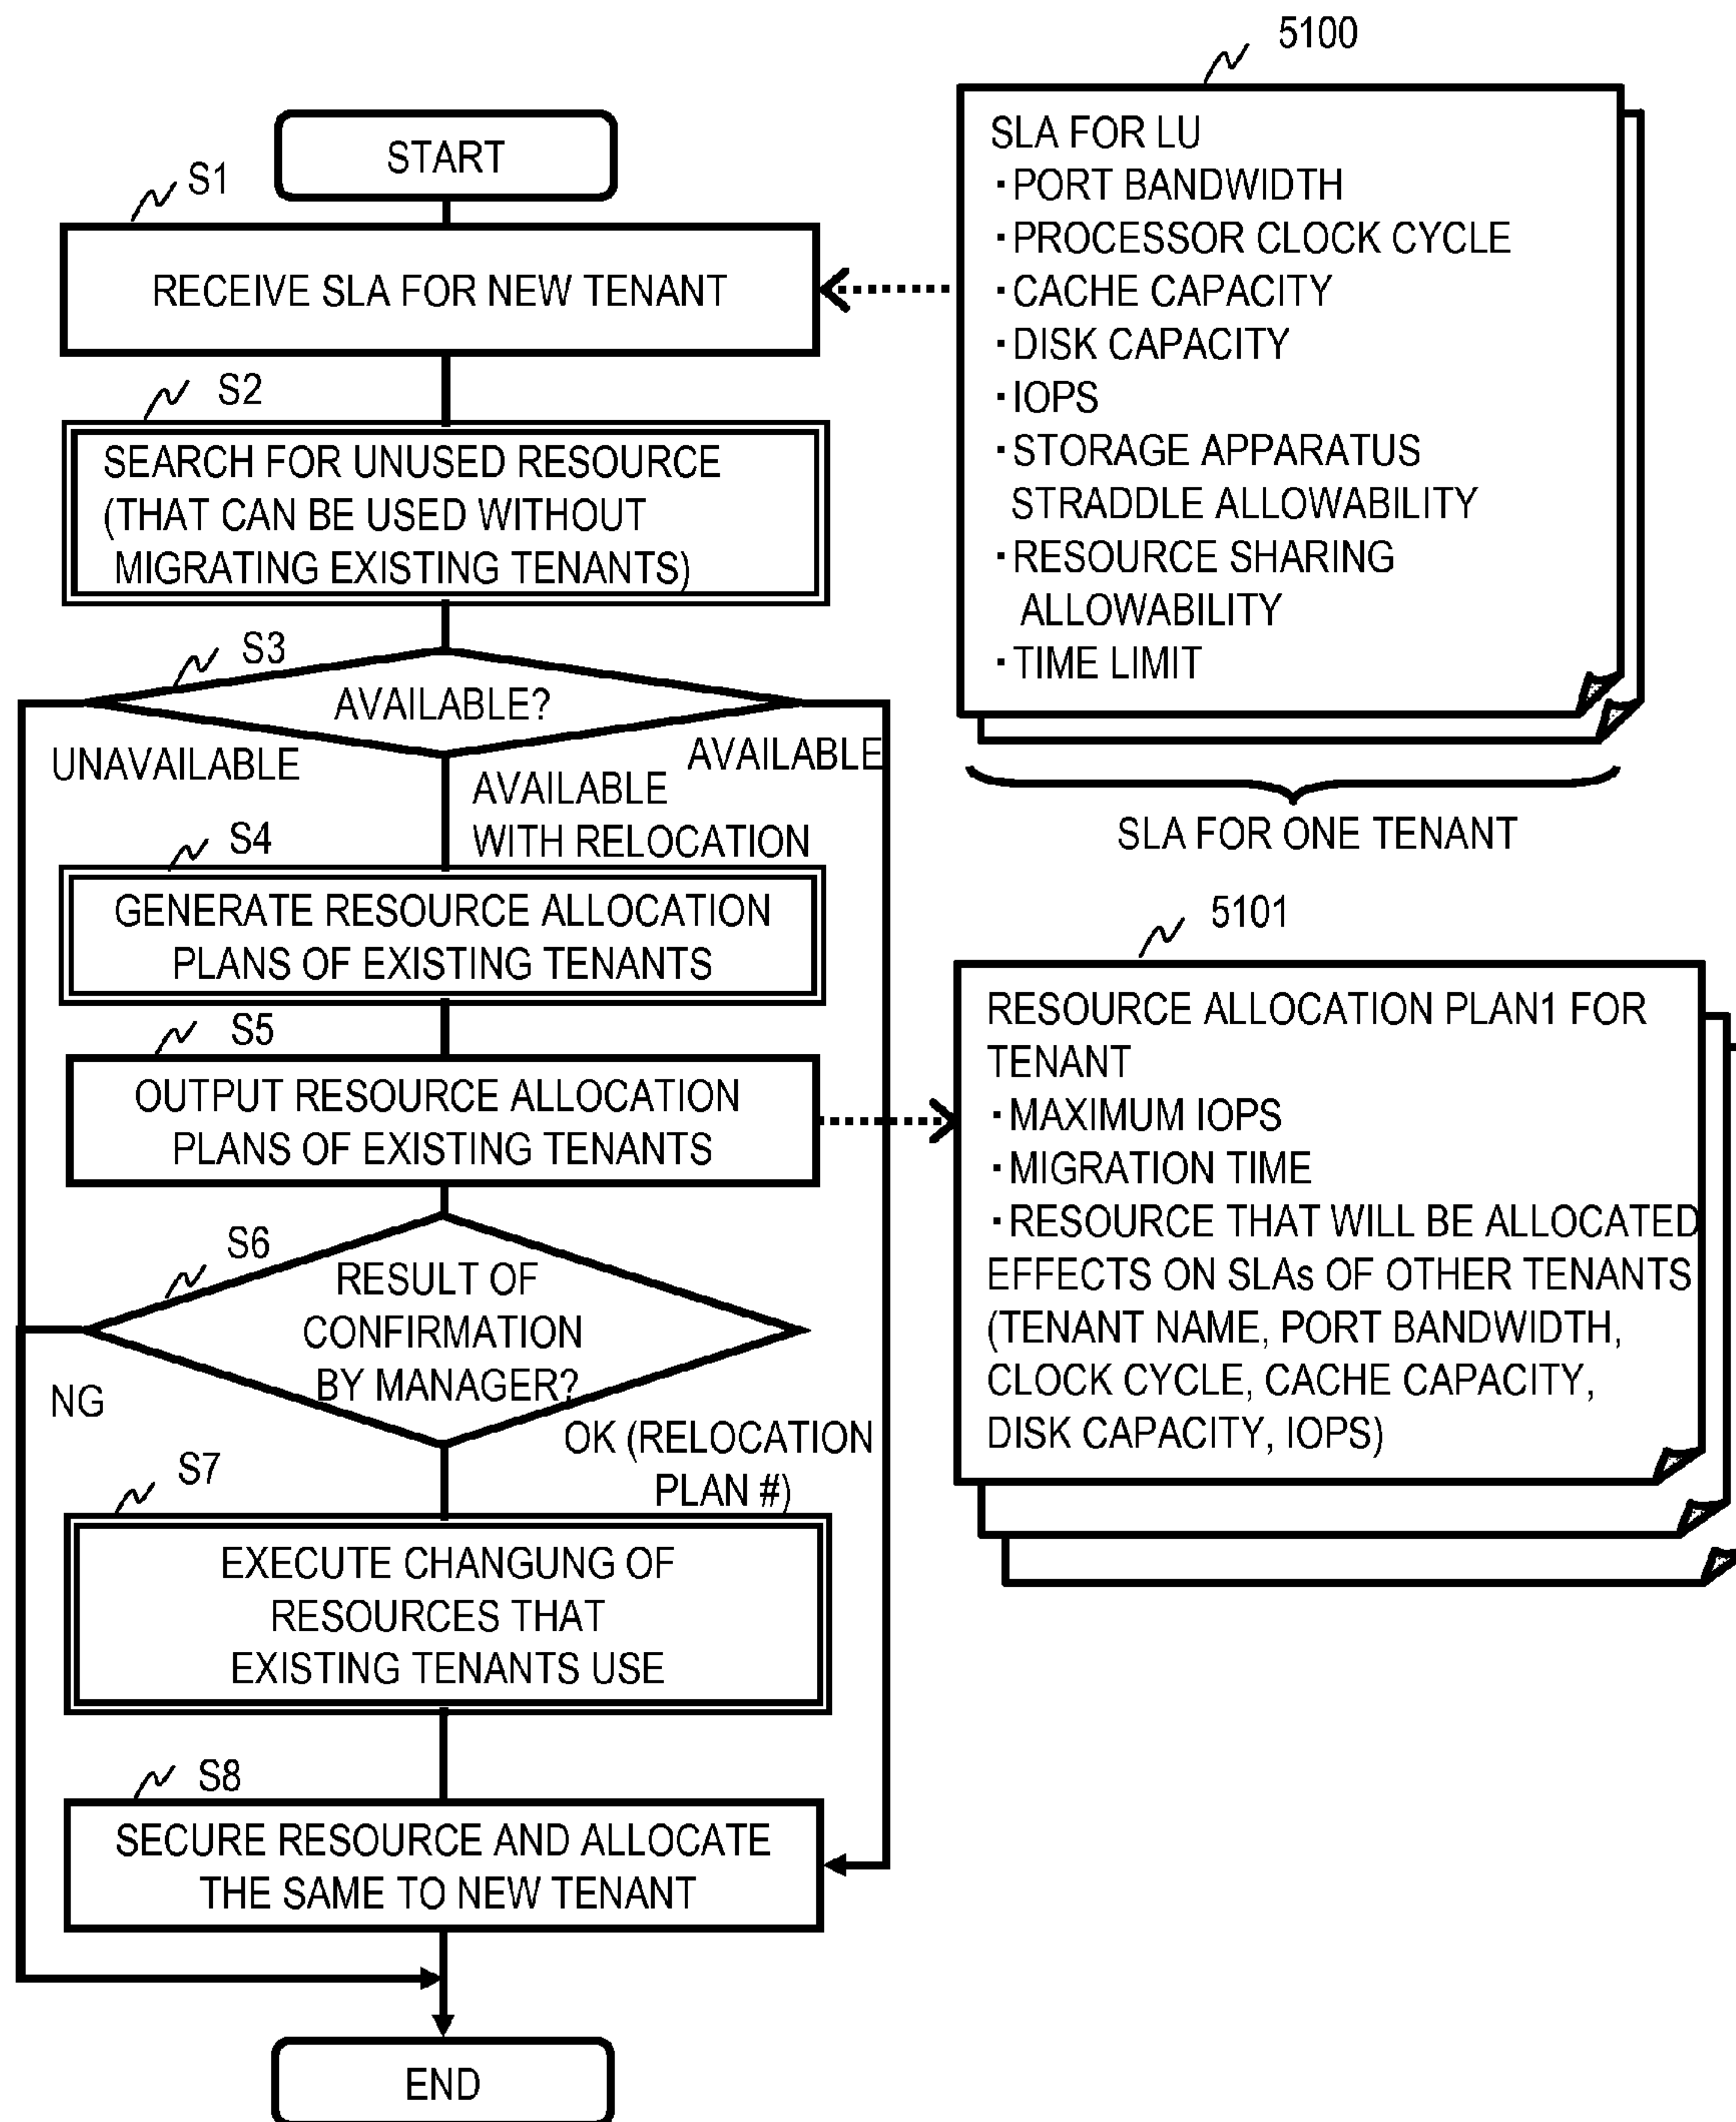 START
S1
RECEIVE SLA FOR NEW TENANT
S2
SEARCH FOR UNUSED RESOURCE
(THAT CAN BE USED WITHOUT
MIGRATING EXISTING TENANTS)
S3
AVAILABLE?
UNAVAILABLE
AVAILABLE
AVAILABLE
WITH RELOCATION
S4
GENERATE RESOURCE ALLOCATION
PLANS OF EXISTING TENANTS
S5
OUTPUT RESOURCE ALLOCATION
PLANS OF EXISTING TENANTS
S6
RESULT OF
CONFIRMATION
BY MANAGER?
NG
OK (RELOCATION
PLAN #)
S7
EXECUTE CHANGUNG OF
RESOURCES THAT
EXISTING TENANTS USE
S8
SECURE RESOURCE AND ALLOCATE
THE SAME TO NEW TENANT
END
5100
SLA FOR LU
・PORT BANDWIDTH
・PROCESSOR CLOCK CYCLE
・CACHE CAPACITY
・DISK CAPACITY
・IOPS
・STORAGE APPARATUS
STRADDLE ALLOWABILITY
・RESOURCE SHARING
ALLOWABILITY
・TIME LIMIT
SLA FOR ONE TENANT
5101
RESOURCE ALLOCATION PLAN1 FOR
TENANT
・MAXIMUM IOPS
・MIGRATION TIME
・RESOURCE THAT WILL BE ALLOCATED
EFFECTS ON SLAs OF OTHER TENANTS
(TENANT NAME, PORT BANDWIDTH,
CLOCK CYCLE, CACHE CAPACITY,
DISK CAPACITY, IOPS)